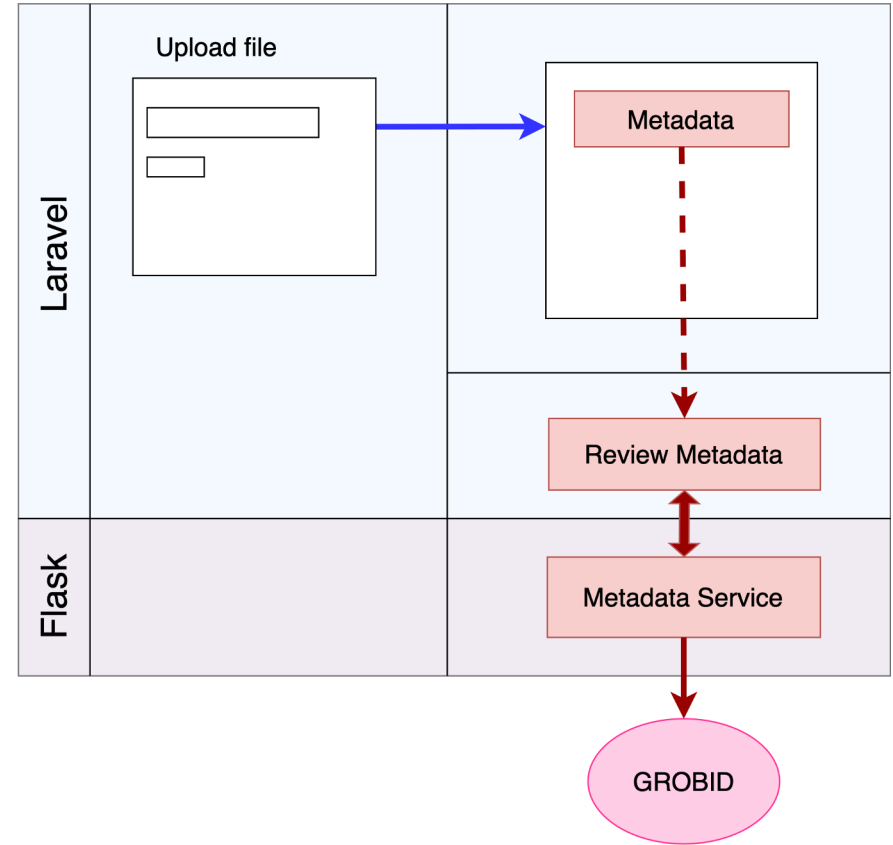 Upload file
Metadata
Laravel
Review Metadata
Flask
Metadata Service
GROBID